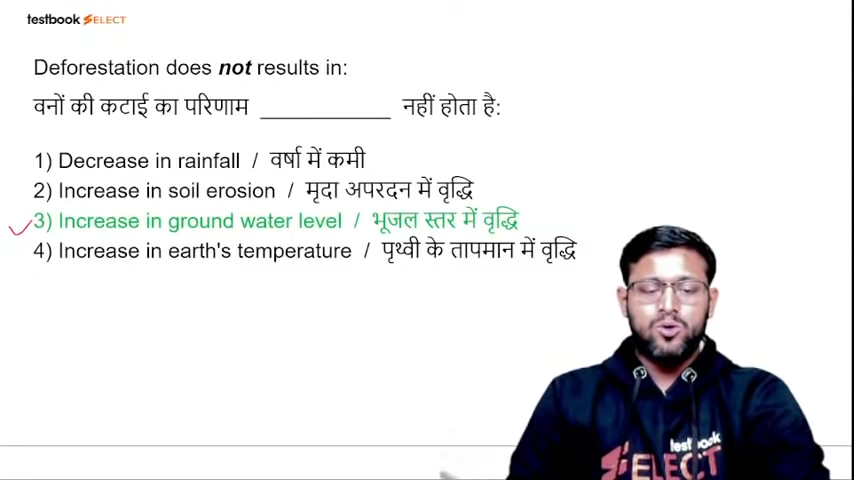 testbook SELECT
Deforestation does not results in:
वनों की कटाई का परिणाम ___________ नहीं होता है:
1) Decrease in rainfall / वर्षा में कमी
2) Increase in soil erosion / मृदा अपरदन में वृद्धि
3) Increase in ground water level / भूजल स्तर में वृद्धि
4) Increase in earth's temperature / पृथ्वी के तापमान में वृद्धि
testbook
SELECT